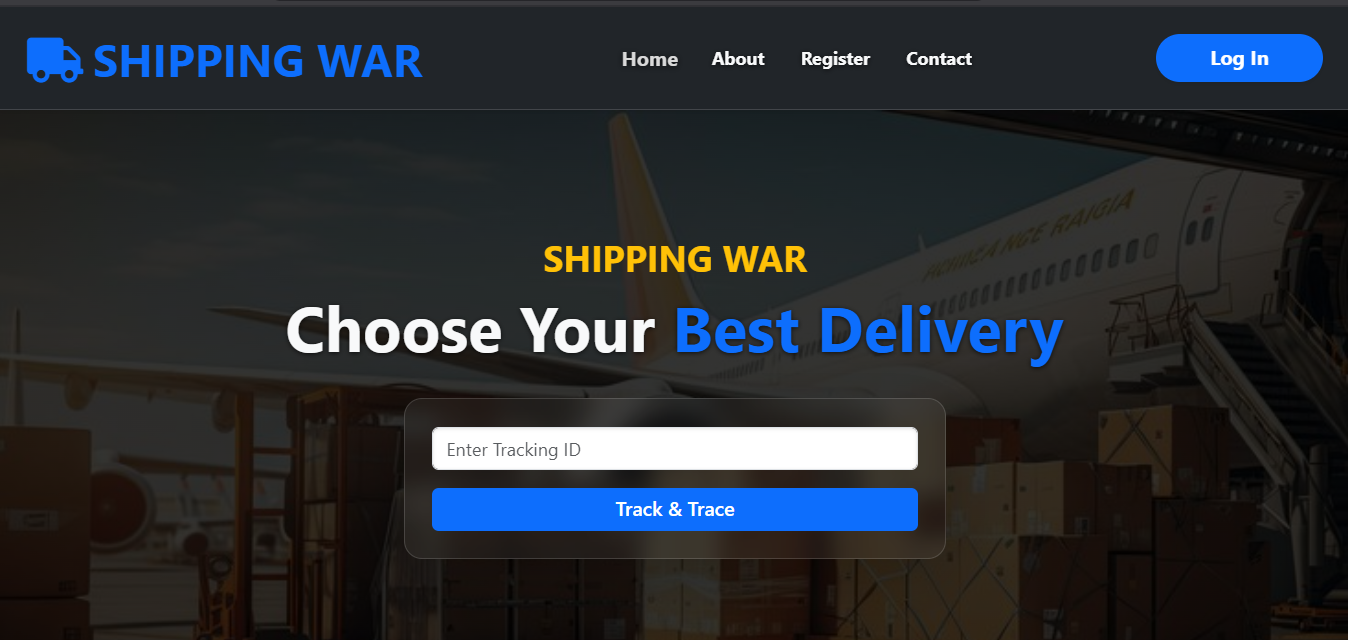 SHIPPING WAR
Home About Register Contact
Log In
SHIPPING WAR
Choose Your Best Delivery
Enter Tracking ID
Track & Trace